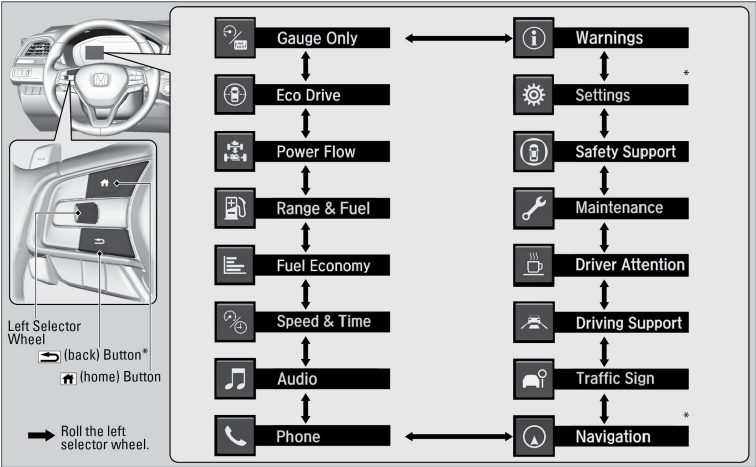 Gauge Only
Eco Drive
Power Flow
Range & Fuel
Fuel Economy
Speed & Time
Audio
Phone
Warnings
*
Settings
Safety Support
Maintenance
Driver Attention
Driving Support
Traffic Sign
*
Navigation
Left Selector
Wheel
(back) Button*
(home) Button
Roll the left
selector wheel.